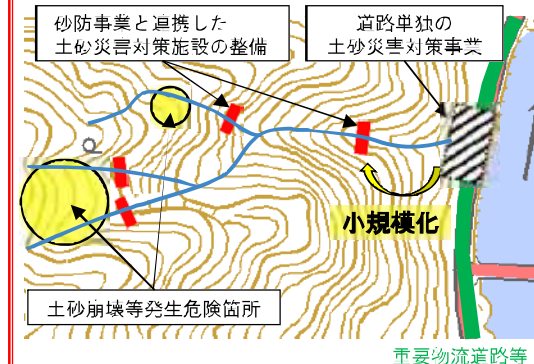 砂防事業と連携した
土砂災害対策施設の整備
道路単独の
土砂災害対策事業
小規模化
土砂崩壊等発生危険箇所
重要物流道路等